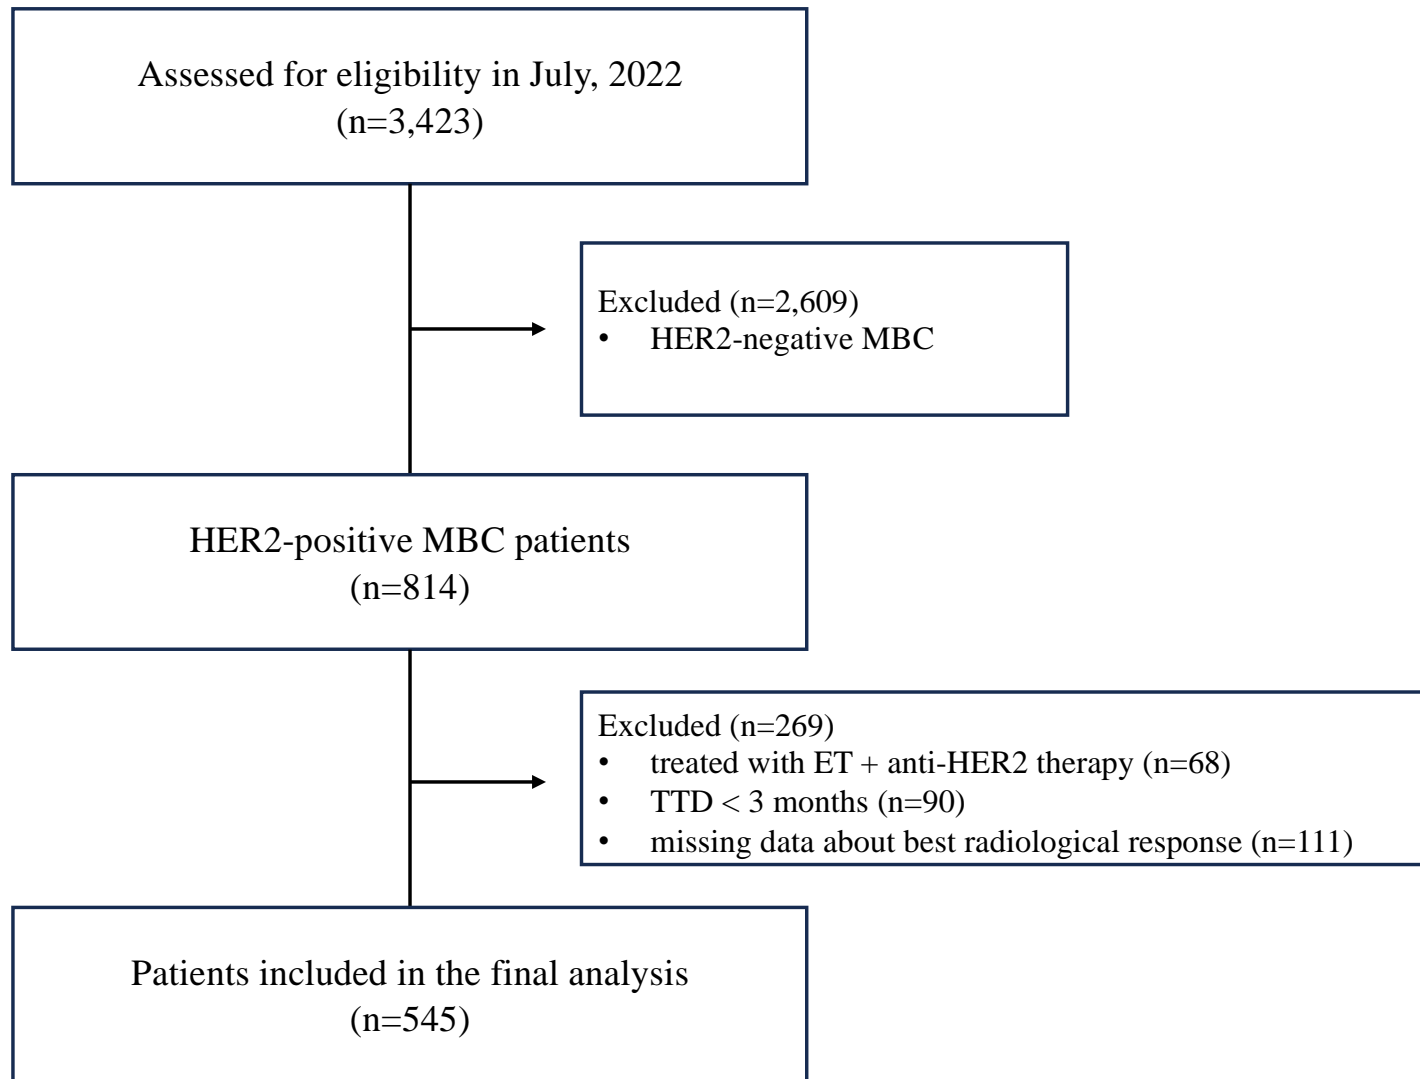 Assessed for eligibility in July, 2022
(n=3,423)
Excluded (n=2,609)
• HER2-negative MBC
HER2-positive MBC patients
(n=814)
Excluded (n=269)
• treated with ET + anti-HER2 therapy (n=68)
• TTD < 3 months (n=90)
• missing data about best radiological response (n=111)
Patients included in the final analysis
(n=545)